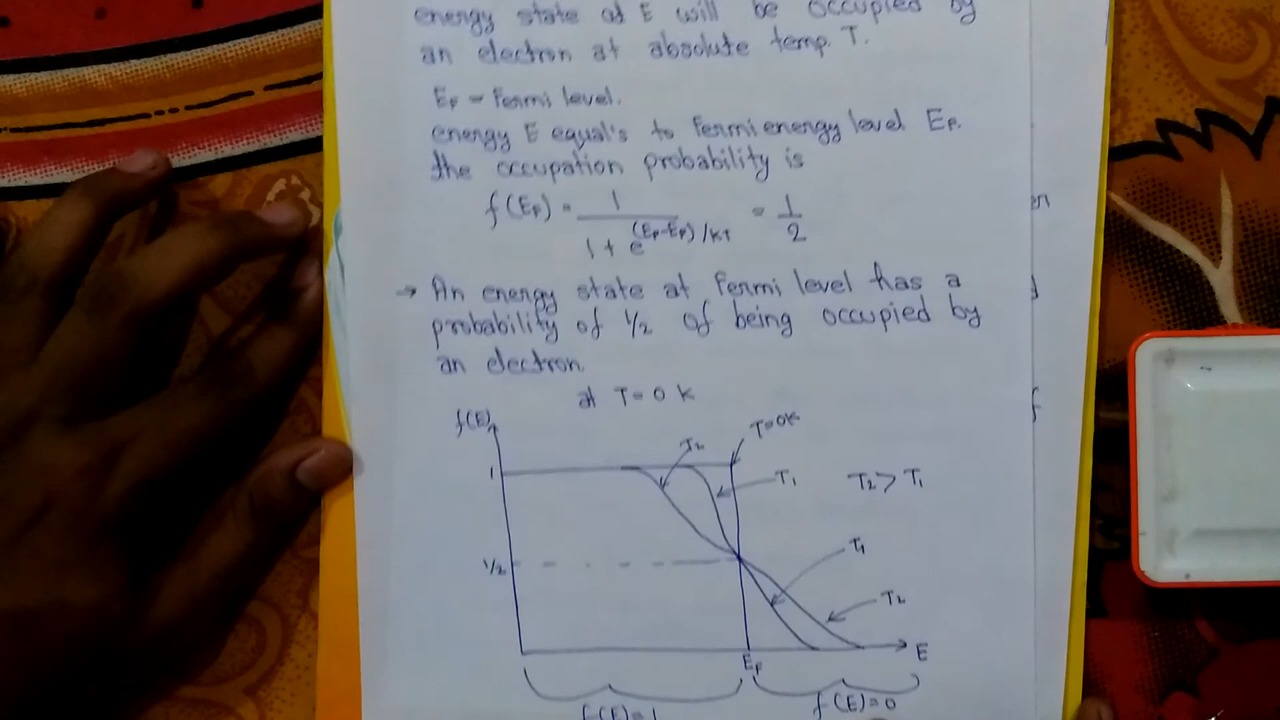 energy state at E will be occupied by
an electron at absolute temp. T.
EF = Fermi level.
energy E equal's to Fermi energy level EF.
the occupation probability is
f(EF) = 1 / 1 + e(EF-EF)/KT = 1/2
→ An energy state at Fermi level has a
probability of 1/2 of being occupied by
an electron.
at T=0 K
f(E)
T2
T=0K
1
T1
T2 > T1
T1
1/2
T2
EF
E
f(E)=1
f(E)=0